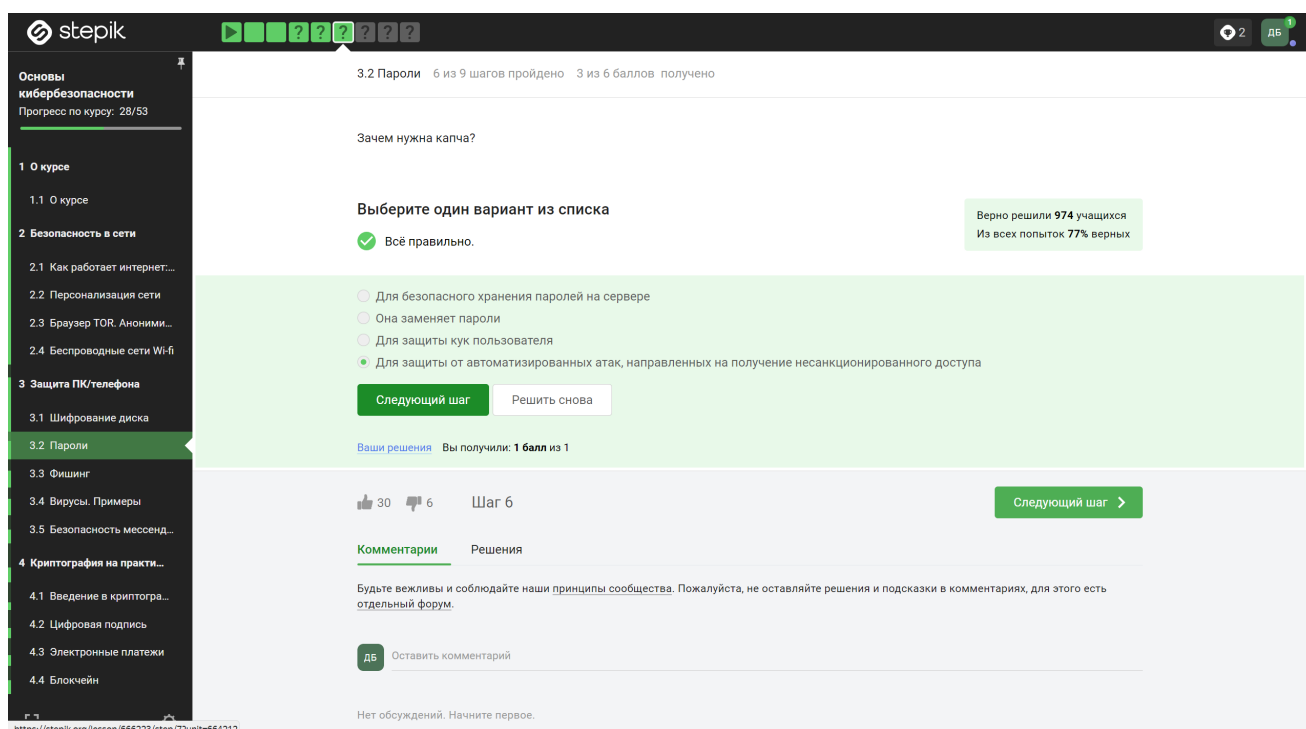 stepik
? ? ? ? ? ?
2
ДБ
1
Основы
кибербезопасности
Прогресс по курсу: 28/53
1 О курсе
1.1 О курсе
2 Безопасность в сети
2.1 Как работает интернет:...
2.2 Персонализация сети
2.3 Браузер TOR. Аноними...
2.4 Беспроводные сети Wi-fi
3 Защита ПК/телефона
3.1 Шифрование диска
3.2 Пароли
3.3 Фишинг
3.4 Вирусы. Примеры
3.5 Безопасность мессенд...
4 Криптография на практи...
4.1 Введение в криптогра...
4.2 Цифровая подпись
4.3 Электронные платежи
4.4 Блокчейн
3.2 Пароли 6 из 9 шагов пройдено 3 из 6 баллов получено
Зачем нужна капча?
Выберите один вариант из списка
Всё правильно.
Верно решили 974 учащихся
Из всех попыток 77% верных
Для безопасного хранения паролей на сервере
Она заменяет пароли
Для защиты кук пользователя
Для защиты от автоматизированных атак, направленных на получение несанкционированного доступа
Следующий шаг
Решить снова
Ваши решения Вы получили: 1 балл из 1
30 6 Шаг 6
Следующий шаг
Комментарии Решения
Будьте вежливы и соблюдайте наши принципы сообщества. Пожалуйста, не оставляйте решения и подсказки в комментариях, для этого есть
отдельный форум.
ДБ Оставить комментарий
Нет обсуждений. Начните первое.